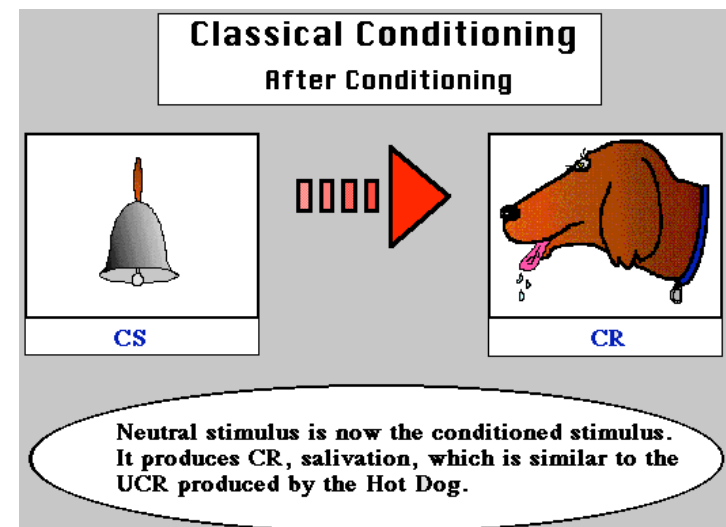 Classical Conditioning
After Conditioning
CS
CR
Neutral stimulus is now the conditioned stimulus.
It produces CR, salivation, which is similar to the
UCR produced by the Hot Dog.